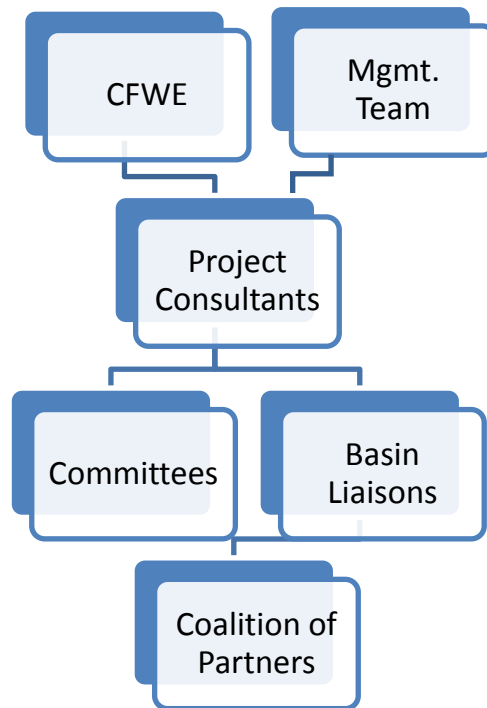 CFWE
Mgmt.
Team
Project
Consultants
Committees
Basin
Liaisons
Coalition of
Partners